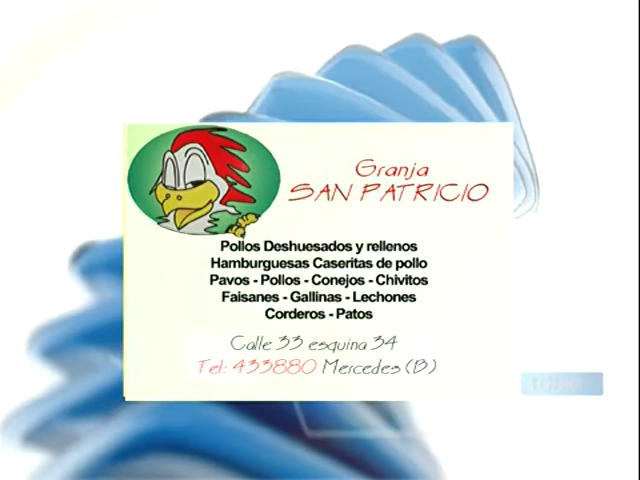 Granja
SAN PATRICIO
Pollos Deshuesados y rellenos
Hamburguesas Caseritas de pollo
Pavos - Pollos - Conejos - Chivitos
Faisanes - Gallinas - Lechones
Corderos - Patos
Calle 33 esquina 34
Tel: 433880 Mercedes (B)